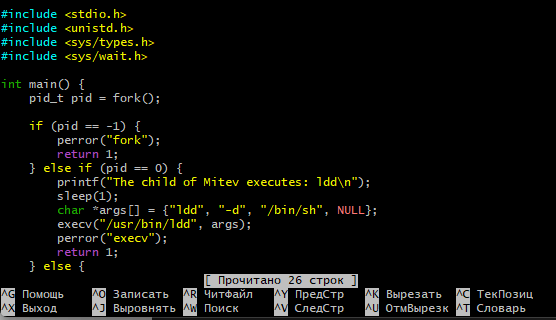 #include <stdio.h>
#include <unistd.h>
#include <sys/types.h>
#include <sys/wait.h>

int main() {
    pid_t pid = fork();

    if (pid == -1) {
        perror("fork");
        return 1;
    } else if (pid == 0) {
        printf("The child of Mitev executes: ldd\n");
        sleep(1);
        char *args[] = {"ldd", "-d", "/bin/sh", NULL};
        execv("/usr/bin/ldd", args);
        perror("execv");
        return 1;
    } else {
[ Прочитано 26 строк ]
^G Помощь ^O Записать ^R ЧитФайл ^Y ПредСтр ^K Вырезать ^C ТекПозиц
^X Выход ^J Выровнять ^W Поиск ^V СледСтр ^U ОтмВырезк ^T Словарь